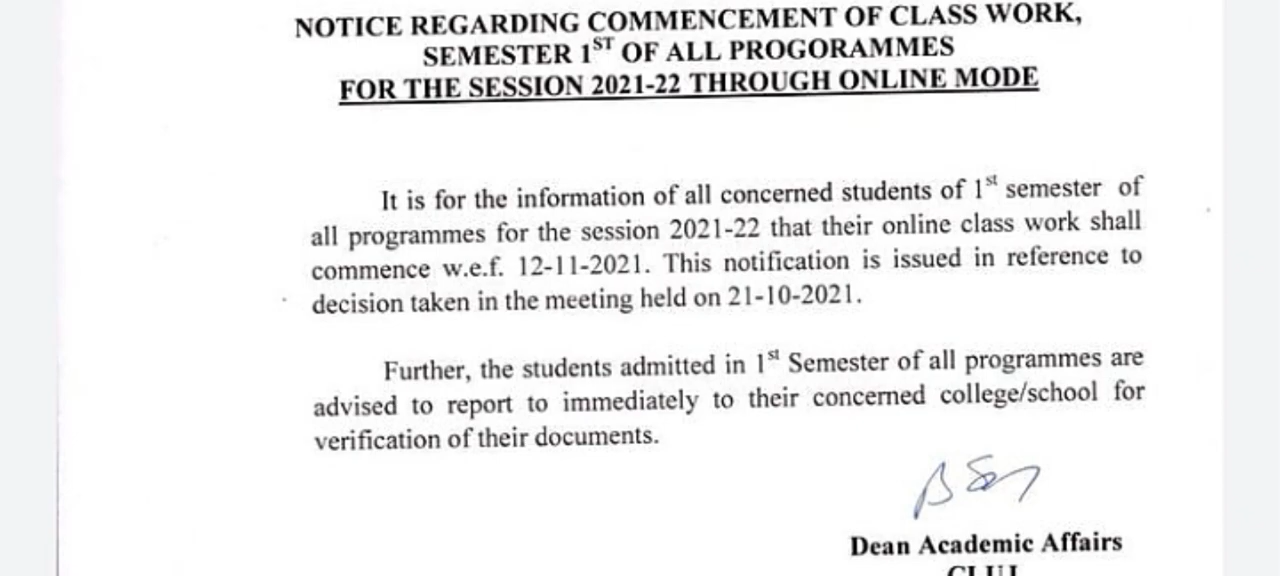 NOTICE REGARDING COMMENCEMENT OF CLASS WORK,
SEMESTER 1ST OF ALL PROGORAMMES
FOR THE SESSION 2021-22 THROUGH ONLINE MODE
It is for the information of all concerned students of 1st semester of
all programmes for the session 2021-22 that their online class work shall
commence w.e.f. 12-11-2021. This notification is issued in reference to
decision taken in the meeting held on 21-10-2021.
Further, the students admitted in 1st Semester of all programmes are
advised to report to immediately to their concerned college/school for
verification of their documents.
Dean Academic Affairs